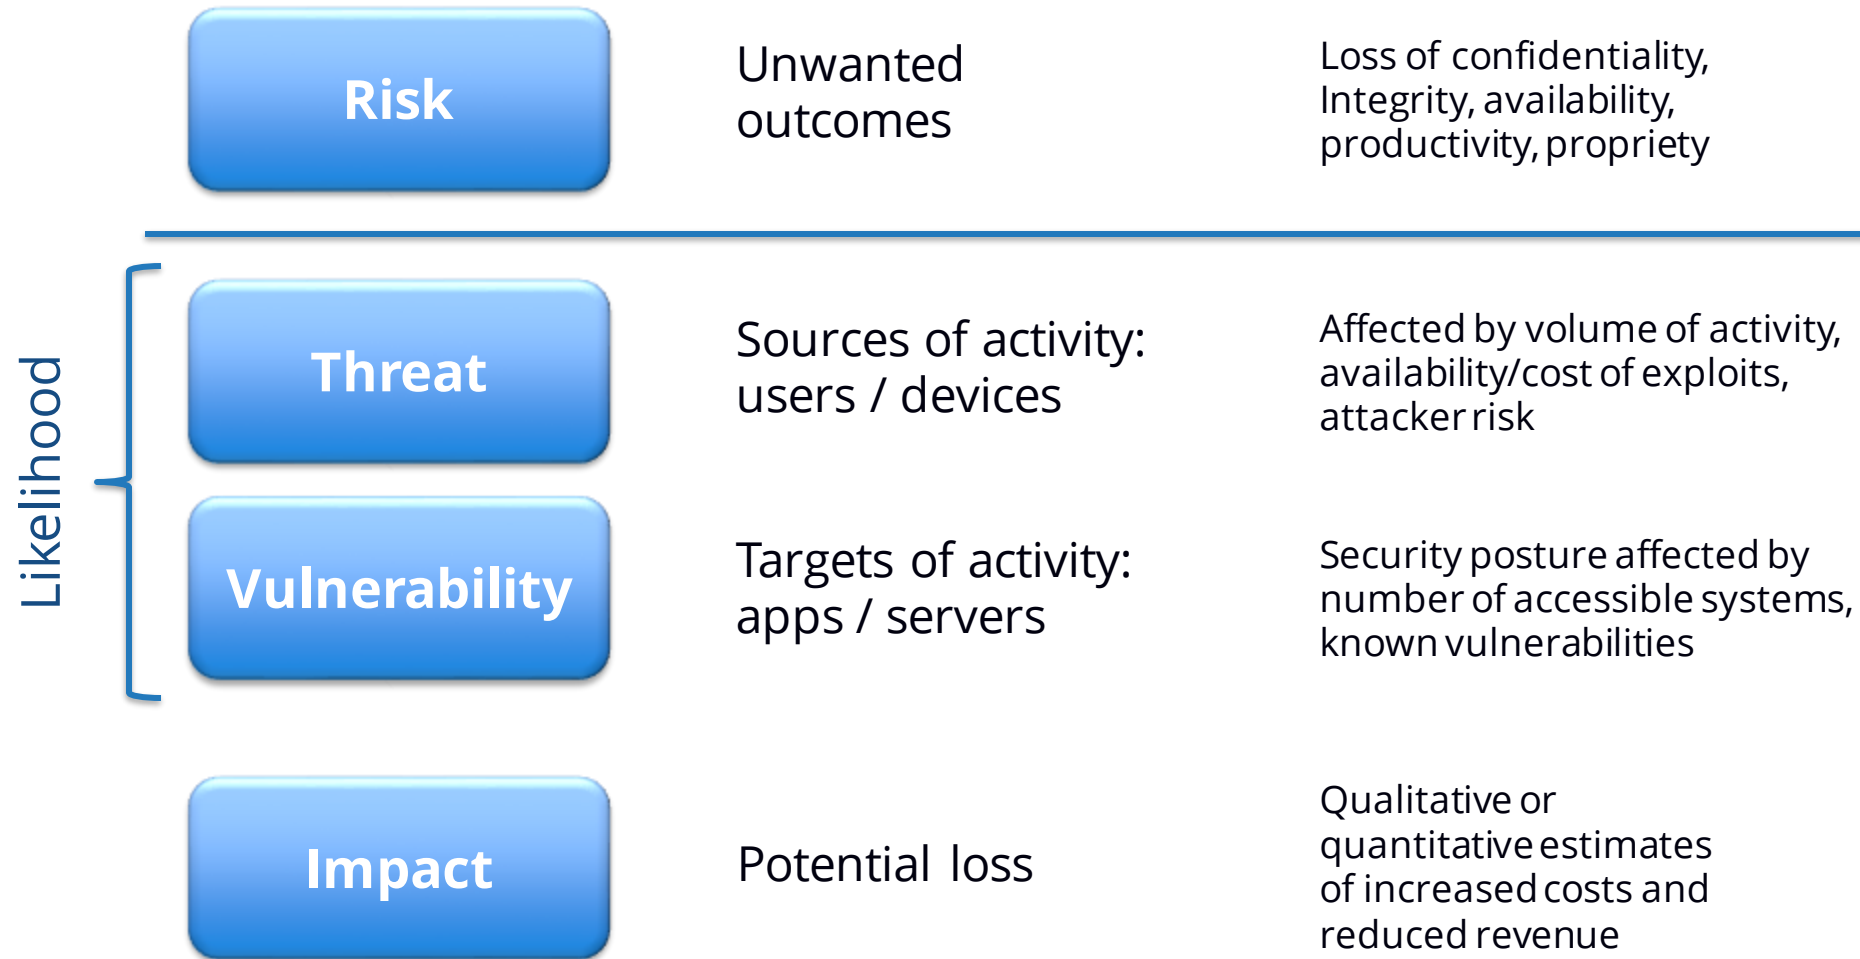 Risk
Unwanted
outcomes
Loss of confidentiality,
Integrity, availability,
productivity, propriety
Likelihood
Threat
Sources of activity:
users / devices
Affected by volume of activity,
availability/cost of exploits,
attacker risk
Vulnerability
Targets of activity:
apps / servers
Security posture affected by
number of accessible systems,
known vulnerabilities
Impact
Potential loss
Qualitative or
quantitative estimates
of increased costs and
reduced revenue